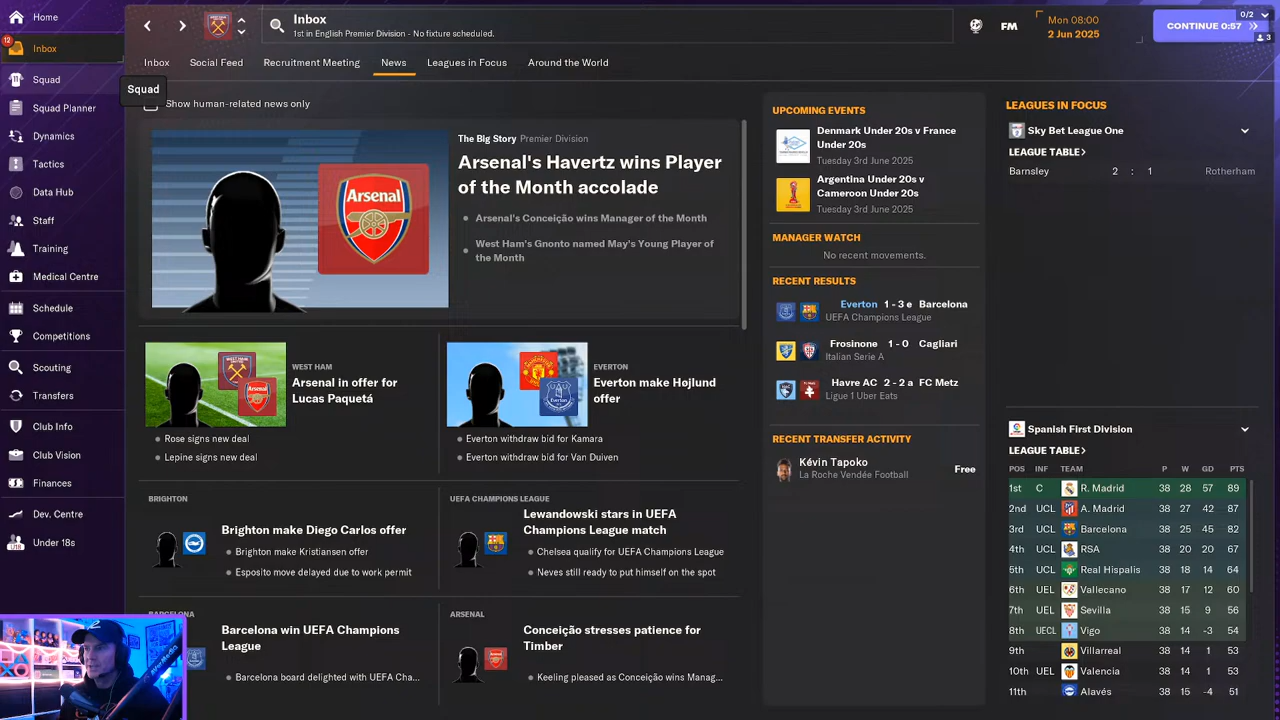 Home
12
Inbox
Squad
Squad Planner
Dynamics
Tactics
Data Hub
Staff
Training
Medical Centre
Schedule
Competitions
Scouting
Transfers
Club Info
Club Vision
Finances
Dev. Centre
U18
Under 18s
Squad
Inbox
1st in English Premier Division - No fixture scheduled.
FM
Mon 08:00
2 Jun 2025
0/2
CONTINUE 0:57
3
Inbox
Social Feed
Recruitment Meeting
News
Leagues in Focus
Around the World
Show human-related news only
The Big Story Premier Division
Arsenal's Havertz wins Player
of the Month accolade
Arsenal's Conceição wins Manager of the Month
West Ham's Gnonto named May's Young Player of
the Month
Arsenal
WEST HAM
Arsenal in offer for
Lucas Paquetá
Rose signs new deal
Lepine signs new deal
EVERTON
Everton make Højlund
offer
Everton withdraw bid for Kamara
Everton withdraw bid for Van Duiven
BRIGHTON
Brighton make Diego Carlos offer
Brighton make Kristiansen offer
Esposito move delayed due to work permit
UEFA CHAMPIONS LEAGUE
Lewandowski stars in UEFA
Champions League match
Chelsea qualify for UEFA Champions League
Neves still ready to put himself on the spot
BARCELONA
Barcelona win UEFA Champions
League
Barcelona board delighted with UEFA Cha...
ARSENAL
Conceição stresses patience for
Timber
Keeling pleased as Conceição wins Manag...
UPCOMING EVENTS
Denmark Under 20s v France
Under 20s
Tuesday 3rd June 2025
Argentina Under 20s v
Cameroon Under 20s
Tuesday 3rd June 2025
MANAGER WATCH
No recent movements.
RECENT RESULTS
Everton 1 - 3 e Barcelona
UEFA Champions League
Frosinone 1 - 0 Cagliari
Italian Serie A
Havre AC 2 - 2 a FC Metz
Ligue 1 Uber Eats
RECENT TRANSFER ACTIVITY
Kévin Tapoko
La Roche Vendée Football
Free
LEAGUES IN FOCUS
Sky Bet League One
LEAGUE TABLE>
Barnsley 2 : 1 Rotherham
Spanish First Division
LEAGUE TABLE>
POS INF TEAM P W GD PTS
1st C R. Madrid 38 28 57 89
2nd UCL A. Madrid 38 27 42 87
3rd UCL Barcelona 38 25 45 82
4th UCL RSA 38 20 20 67
5th UCL Real Hispalis 38 18 14 64
6th UEL Vallecano 38 17 12 60
7th UEL Sevilla 38 15 9 56
8th UECL Vigo 38 14 -3 54
9th Villarreal 38 14 1 53
10th UEL Valencia 38 14 1 53
11th Alavés 38 15 -4 51